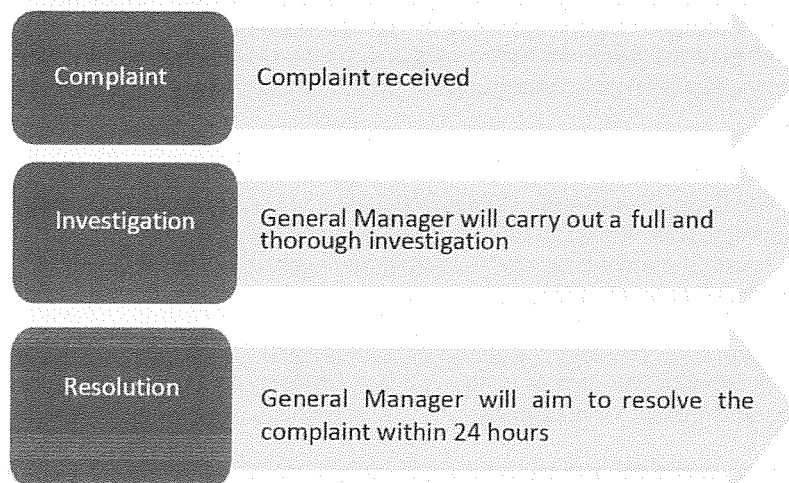 Complaint
Complaint received
Investigation
General Manager will carry out a full and
thorough investigation
Resolution
General Manager will aim to resolve the
complaint within 24 hours